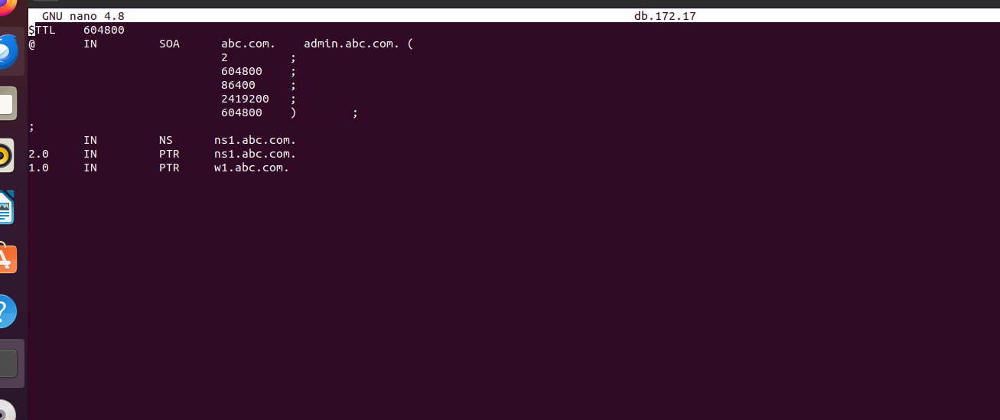 GNU nano 4.8 db.172.17
$TTL 604800
@ IN SOA abc.com. admin.abc.com. (
2 ;
604800 ;
86400 ;
2419200 ;
604800 ) ;
;
IN NS ns1.abc.com.
2.0 IN PTR ns1.abc.com.
1.0 IN PTR w1.abc.com.